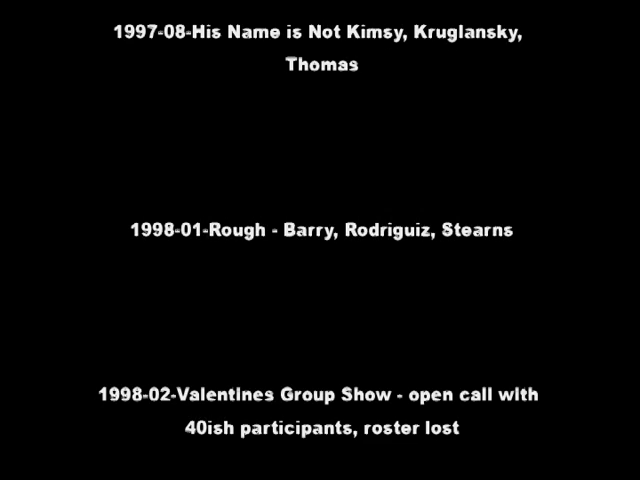 1997-08-His Name is Not Kimsy, Kruglansky,
Thomas
1998-01-Rough - Barry, Rodriguiz, Stearns
1998-02-Valentines Group Show - open call with
40ish participants, roster lost